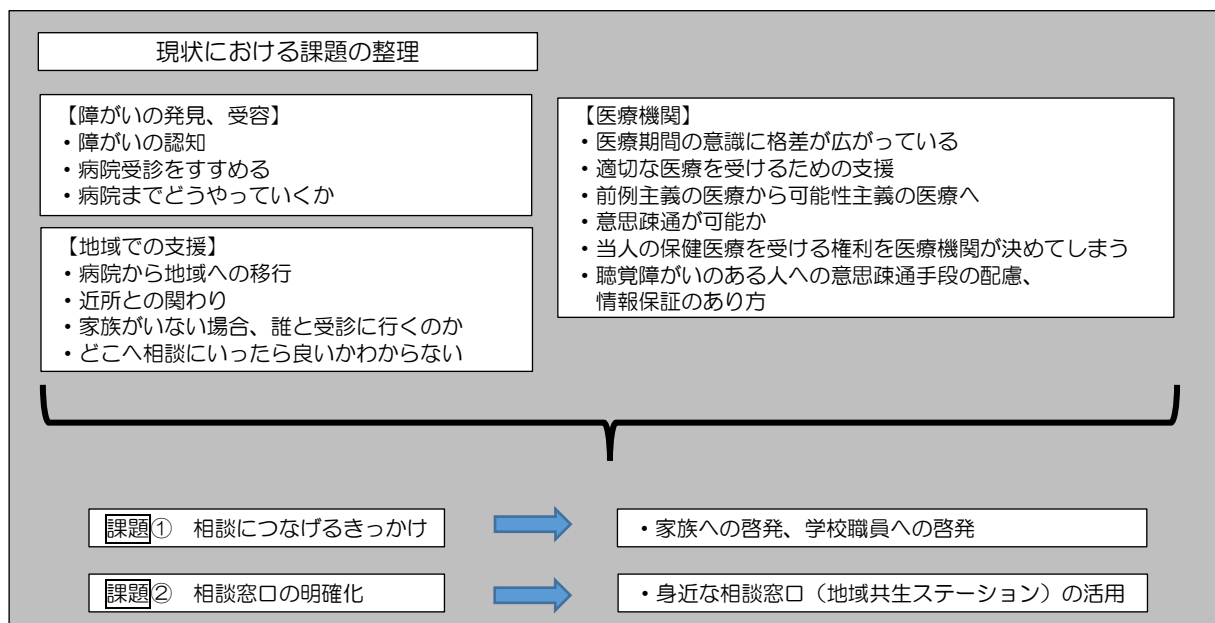 現状における課題の整理
【障がいの発見、受容】
・障がいの認知
・病院受診をすすめる
・病院までどうやっていくか
【地域での支援】
・病院から地域への移行
・近所との関わり
・家族がいない場合、誰と受診に行くのか
・どこへ相談にいったら良いかわからない
【医療機関】
・医療期間の意識に格差が広がっている
・適切な医療を受けるための支援
・前例主義の医療から可能性主義の医療へ
・意思疎通が可能か
・当人の保健医療を受ける権利を医療機関が決めてしまう
・聴覚障がいのある人への意思疎通手段の配慮、
情報保証のあり方
課題① 相談につなげるきっかけ
・家族への啓発、学校職員への啓発
課題② 相談窓口の明確化
・身近な相談窓口（地域共生ステーション）の活用